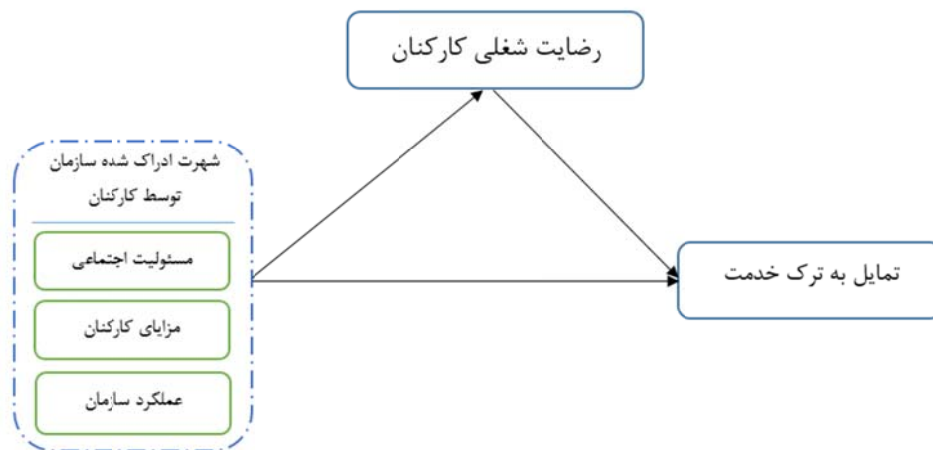 رضایت شغلی کارکنان
شهرت ادراک شده سازمان
توسط کارکنان
مسئولیت اجتماعی
مزایای کارکنان
عملکرد سازمان
تمایل به ترک خدمت